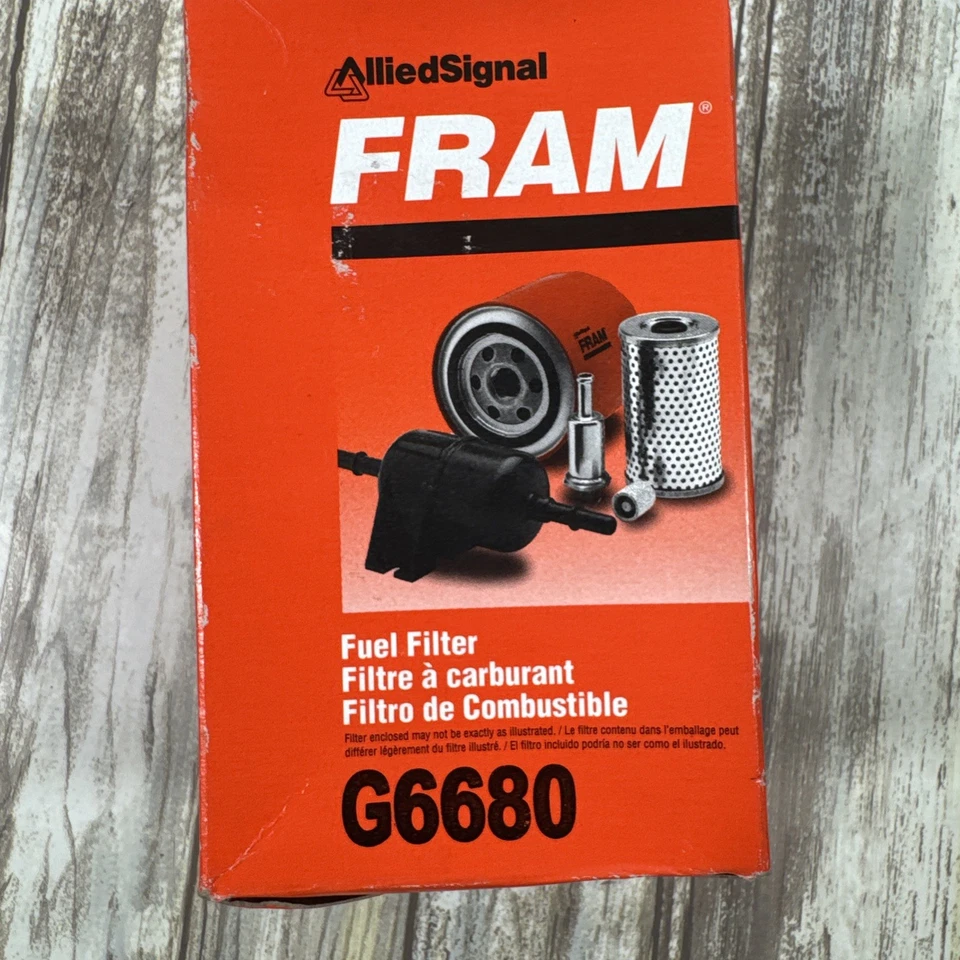 AlliedSignal
FRAM®
FRAM
Fuel Filter
Filtre à carburant
Filtro de Combustible
Filter enclosed may not be exactly as illustrated. / Le filtre contenu dans l'emballage peut
différer légèrement du filtre illustré. / El filtro incluido podría no ser como el ilustrado.
G6680